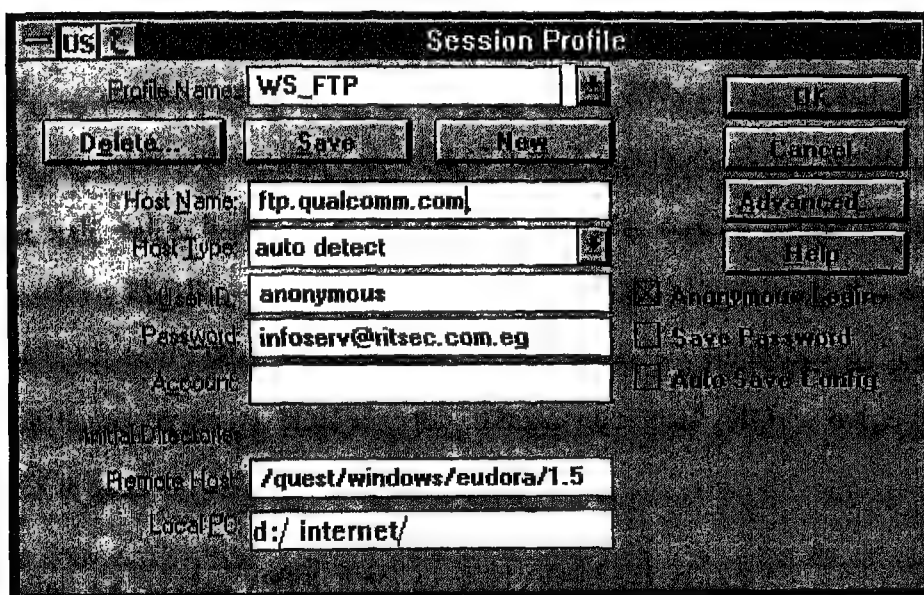 US Session Profile
Profile Name: WS_FTP
OK
Delete... Save New
Cancel
Host Name: ftp.qualcomm.com
Advanced...
Host Type: auto detect
Help
User ID: anonymous
Anonymous Login
Password: infoserv@ritsec.com.eg
Save Password
Account:
Auto Save Config
Initial Directories
Remote Host: /quest/windows/eudora/1.5
Local PC: d:/ internet/